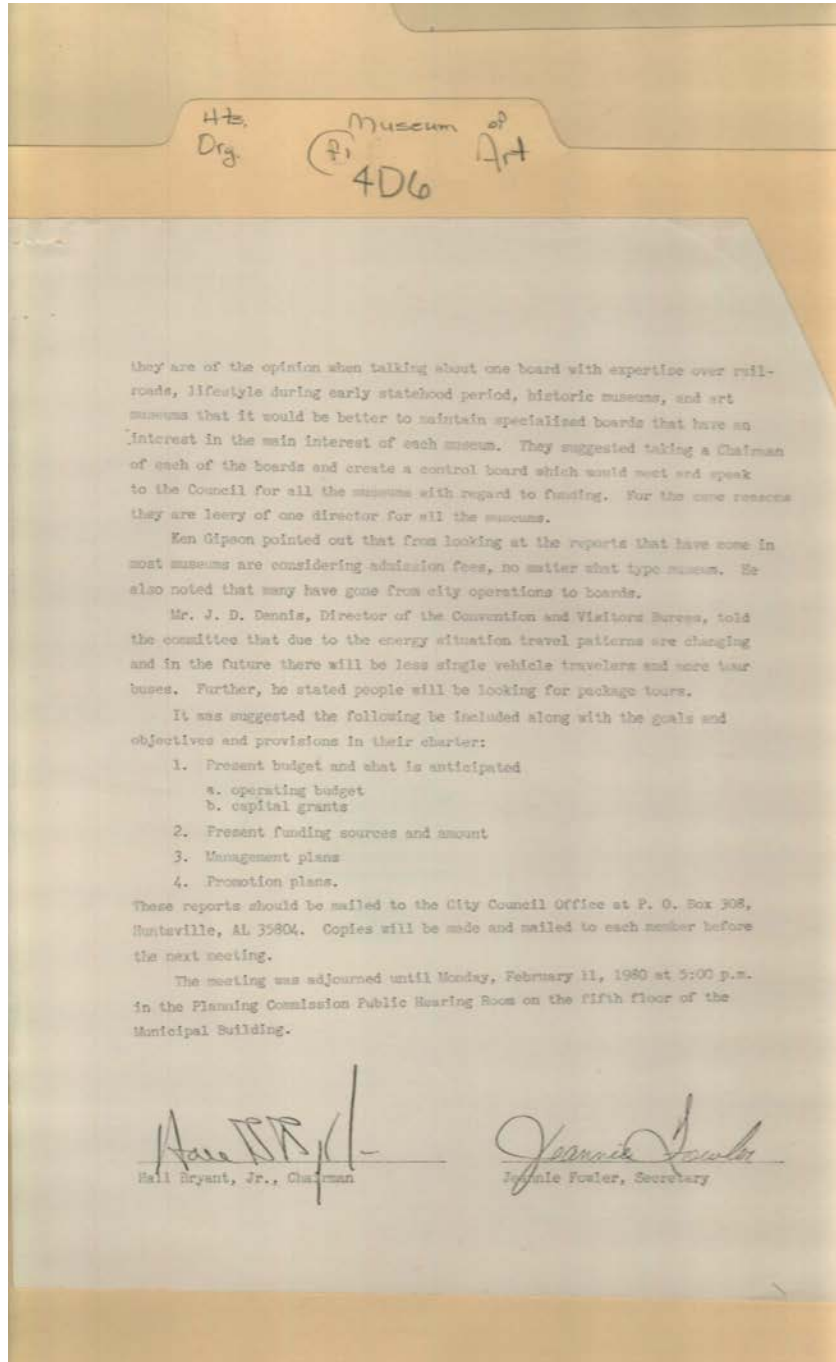 Hts. Museum of
Org. Art
4D6
they are of the opinion when talking about one board with expertise over rail-
roads, lifestyle during early statehood period, historic museums, and art
museums that it would be better to maintain specialized boards that have an
interest in the main interest of each museum. They suggested taking a Chairman
of each of the boards and create a control board which would meet and speak
to the Council for all the museums with regard to funding. For the same reasons
they are leery of one director for all the museums.
Ken Gipson pointed out that from looking at the reports that have come in
most museums are considering admission fees, no matter what type museum. He
also noted that many have gone from city operations to boards.
Mr. J. D. Dennis, Director of the Convention and Visitors Bureau, told
the committee that due to the energy situation travel patterns are changing
and in the future there will be less single vehicle travelers and more tour
buses. Further, he stated people will be looking for package tours.
It was suggested the following be included along with the goals and
objectives and provisions in their charter:
1. Present budget and what is anticipated
a. operating budget
b. capital grants
2. Present funding sources and amount
3. Management plans
4. Promotion plans.
These reports should be mailed to the City Council Office at P. O. Box 308,
Huntsville, AL 35804. Copies will be made and mailed to each member before
the next meeting.
The meeting was adjourned until Monday, February 11, 1980 at 5:00 p.m.
in the Planning Commission Public Hearing Room on the fifth floor of the
Municipal Building.
Jeannie Fowler
Hall Bryant, Jr., Chairman Jeannie Fowler, Secretary